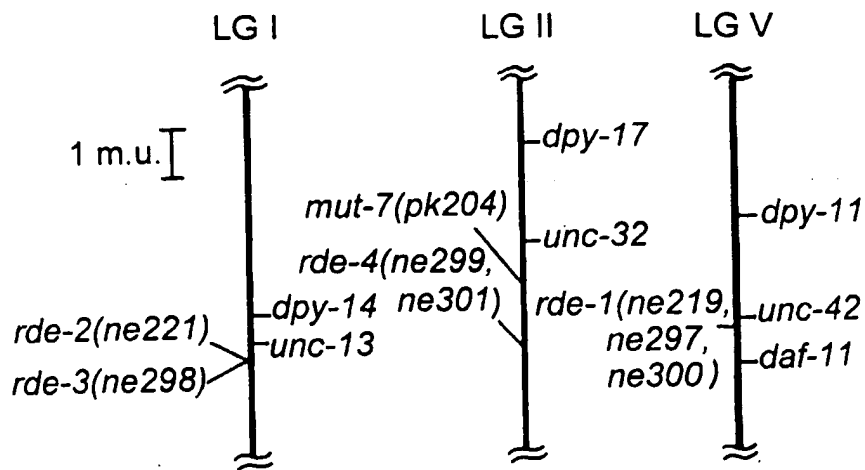 LG I
LG II
LG V
1 m.u.
dpy-17
mut-7(pk204)
unc-32
dpy-11
rde-4(ne299,
ne301)
dpy-14
unc-13
rde-2(ne221)
rde-3(ne298)
rde-1(ne219,
ne297,
ne300)
unc-42
daf-11